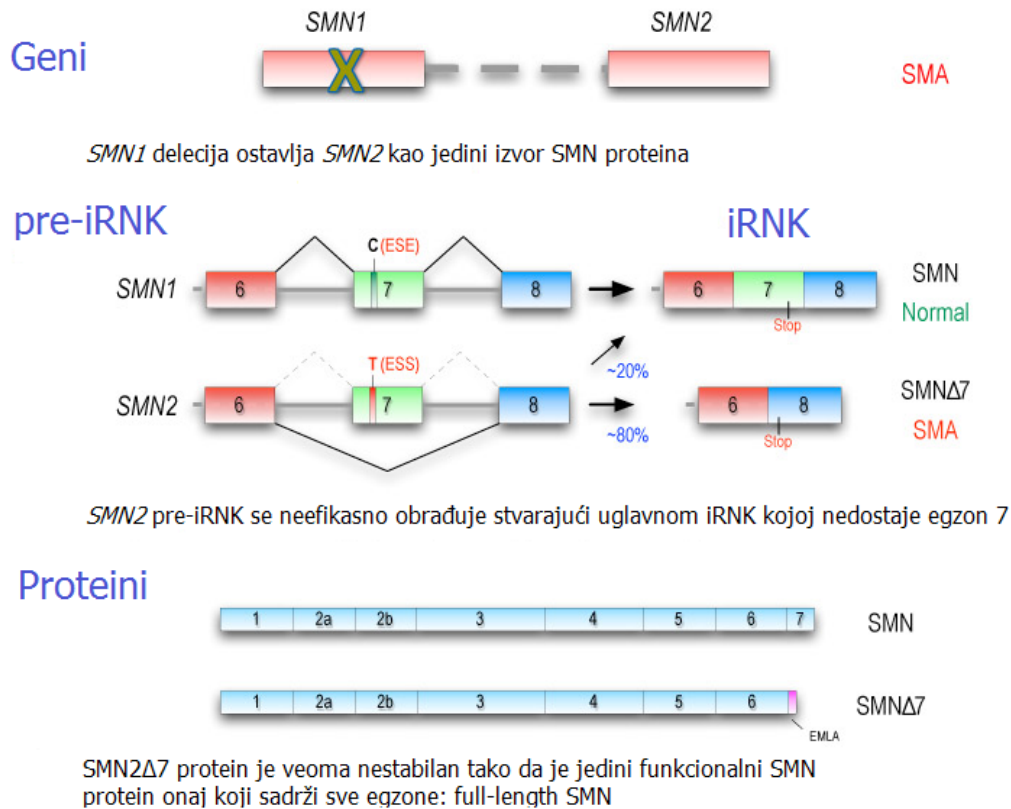 SMN1 SMN2
Geni
X
SMA
SMN1 delecija ostavlja SMN2 kao jedini izvor SMN proteina
pre-iRNK iRNK
C (ESE)
SMN1 6 7 8 6 7 8 SMN
Stop Normal
T (ESS) ~20%
SMN2 6 7 8 6 8 SMNΔ7
~80% Stop SMA
SMN2 pre-iRNK se neefikasno obrađuje stvarajući uglavnom iRNK kojoj nedostaje egzon 7
Proteini
1 2a 2b 3 4 5 6 7 SMN
1 2a 2b 3 4 5 6 SMNΔ7
EMLA
SMN2Δ7 protein je veoma nestabilan tako da je jedini funkcionalni SMN
protein onaj koji sadrži sve egzone: full-length SMN